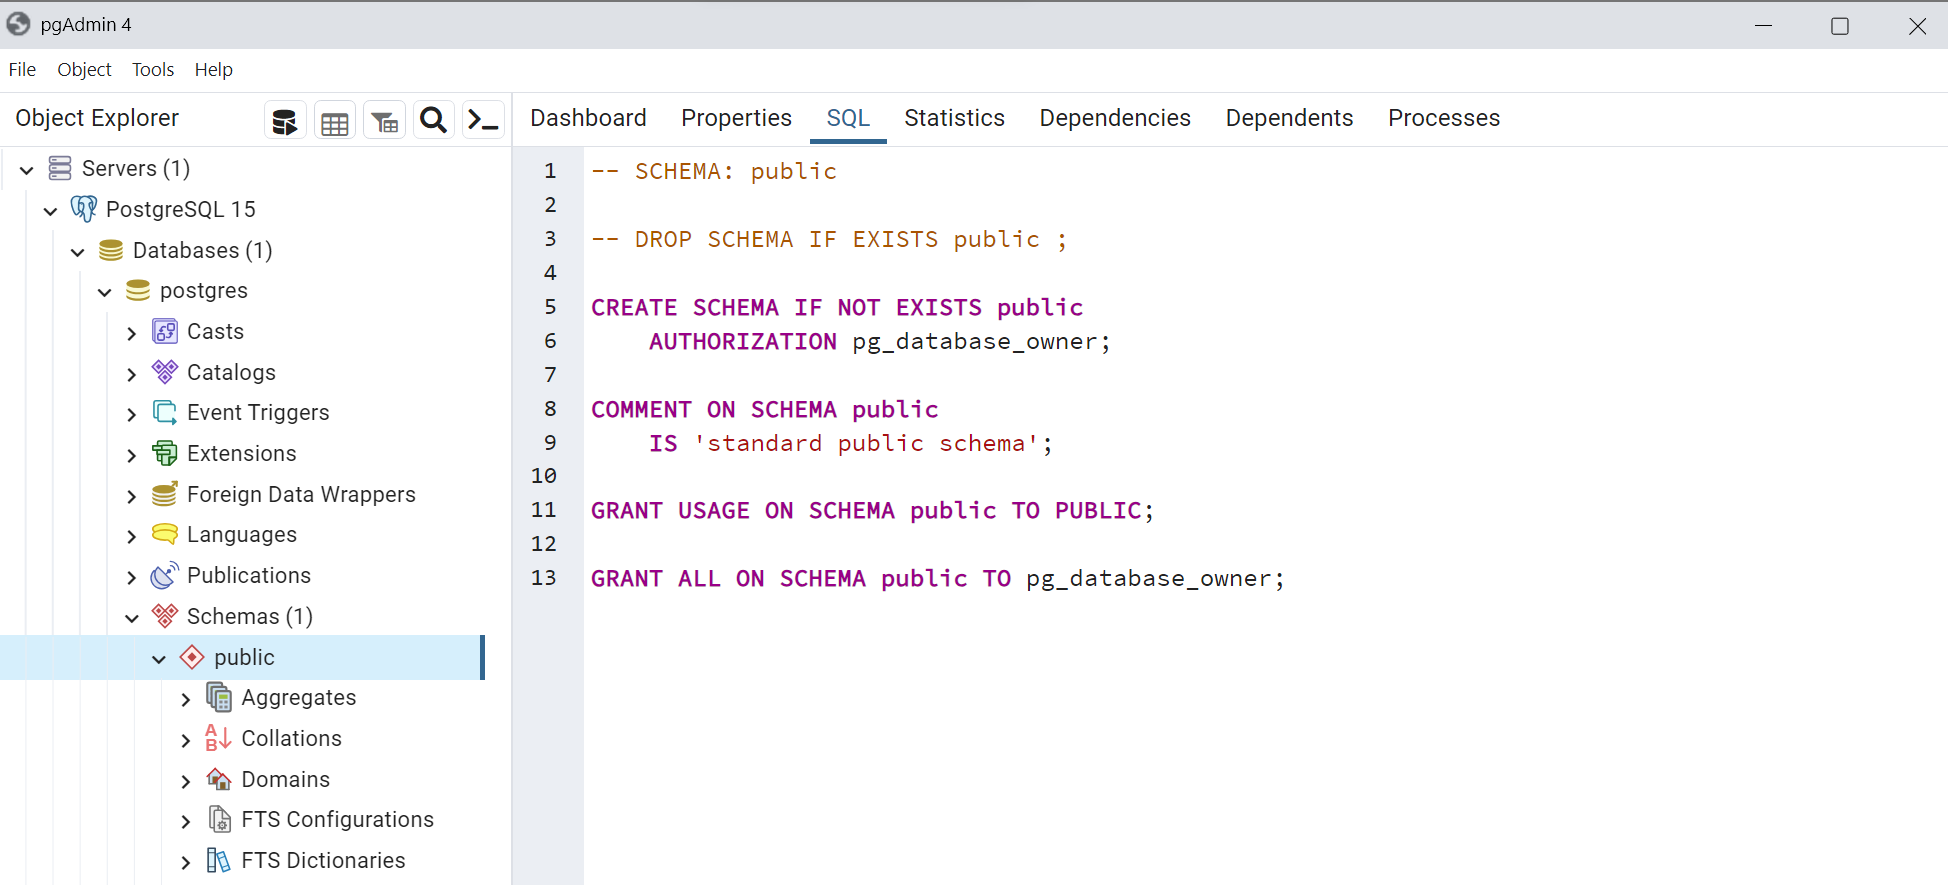 pgAdmin 4
File Object Tools Help
Object Explorer
Dashboard Properties SQL Statistics Dependencies Dependents Processes
Servers (1)
PostgreSQL 15
Databases (1)
postgres
Casts
Catalogs
Event Triggers
Extensions
Foreign Data Wrappers
Languages
Publications
Schemas (1)
public
Aggregates
Collations
Domains
FTS Configurations
FTS Dictionaries
1 -- SCHEMA: public
2
3 -- DROP SCHEMA IF EXISTS public ;
4
5 CREATE SCHEMA IF NOT EXISTS public
6     AUTHORIZATION pg_database_owner;
7
8 COMMENT ON SCHEMA public
9     IS 'standard public schema';
10
11 GRANT USAGE ON SCHEMA public TO PUBLIC;
12
13 GRANT ALL ON SCHEMA public TO pg_database_owner;